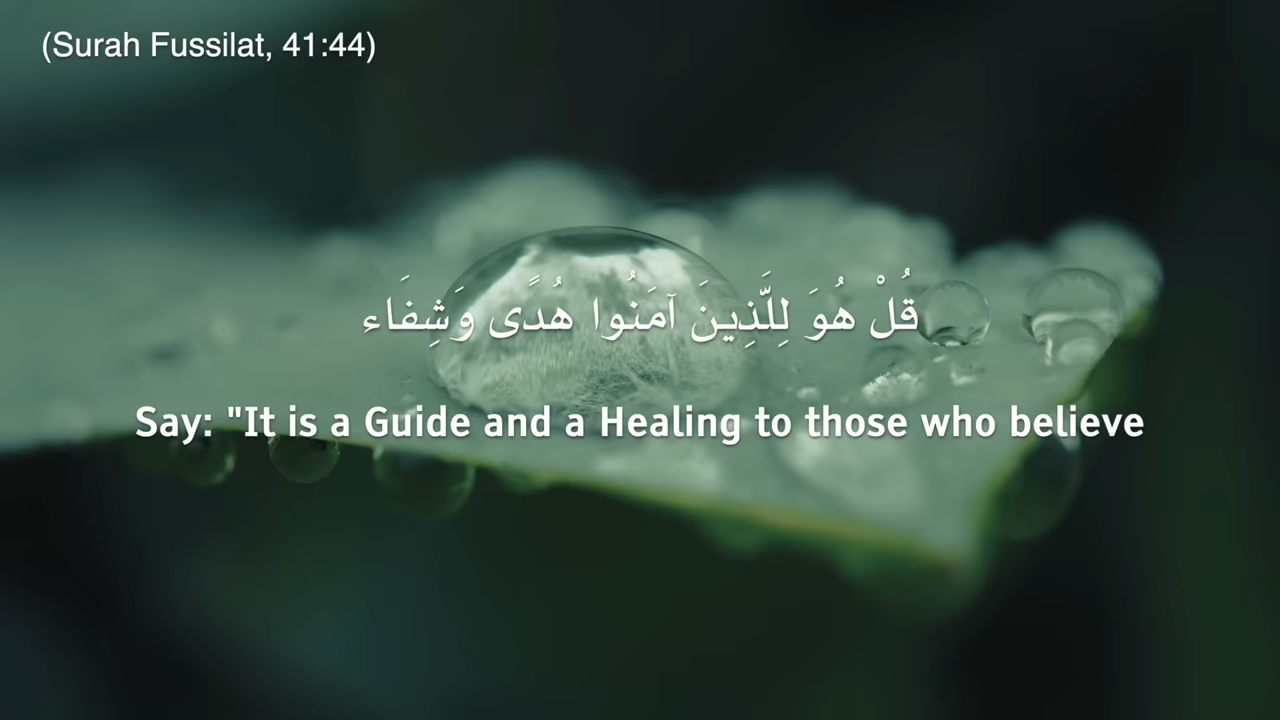 (Surah Fussilat, 41:44)
قُلْ هُوَ لِلَّذِينَ آمَنُوا هُدًى وَشِفَاء
Say: "It is a Guide and a Healing to those who believe